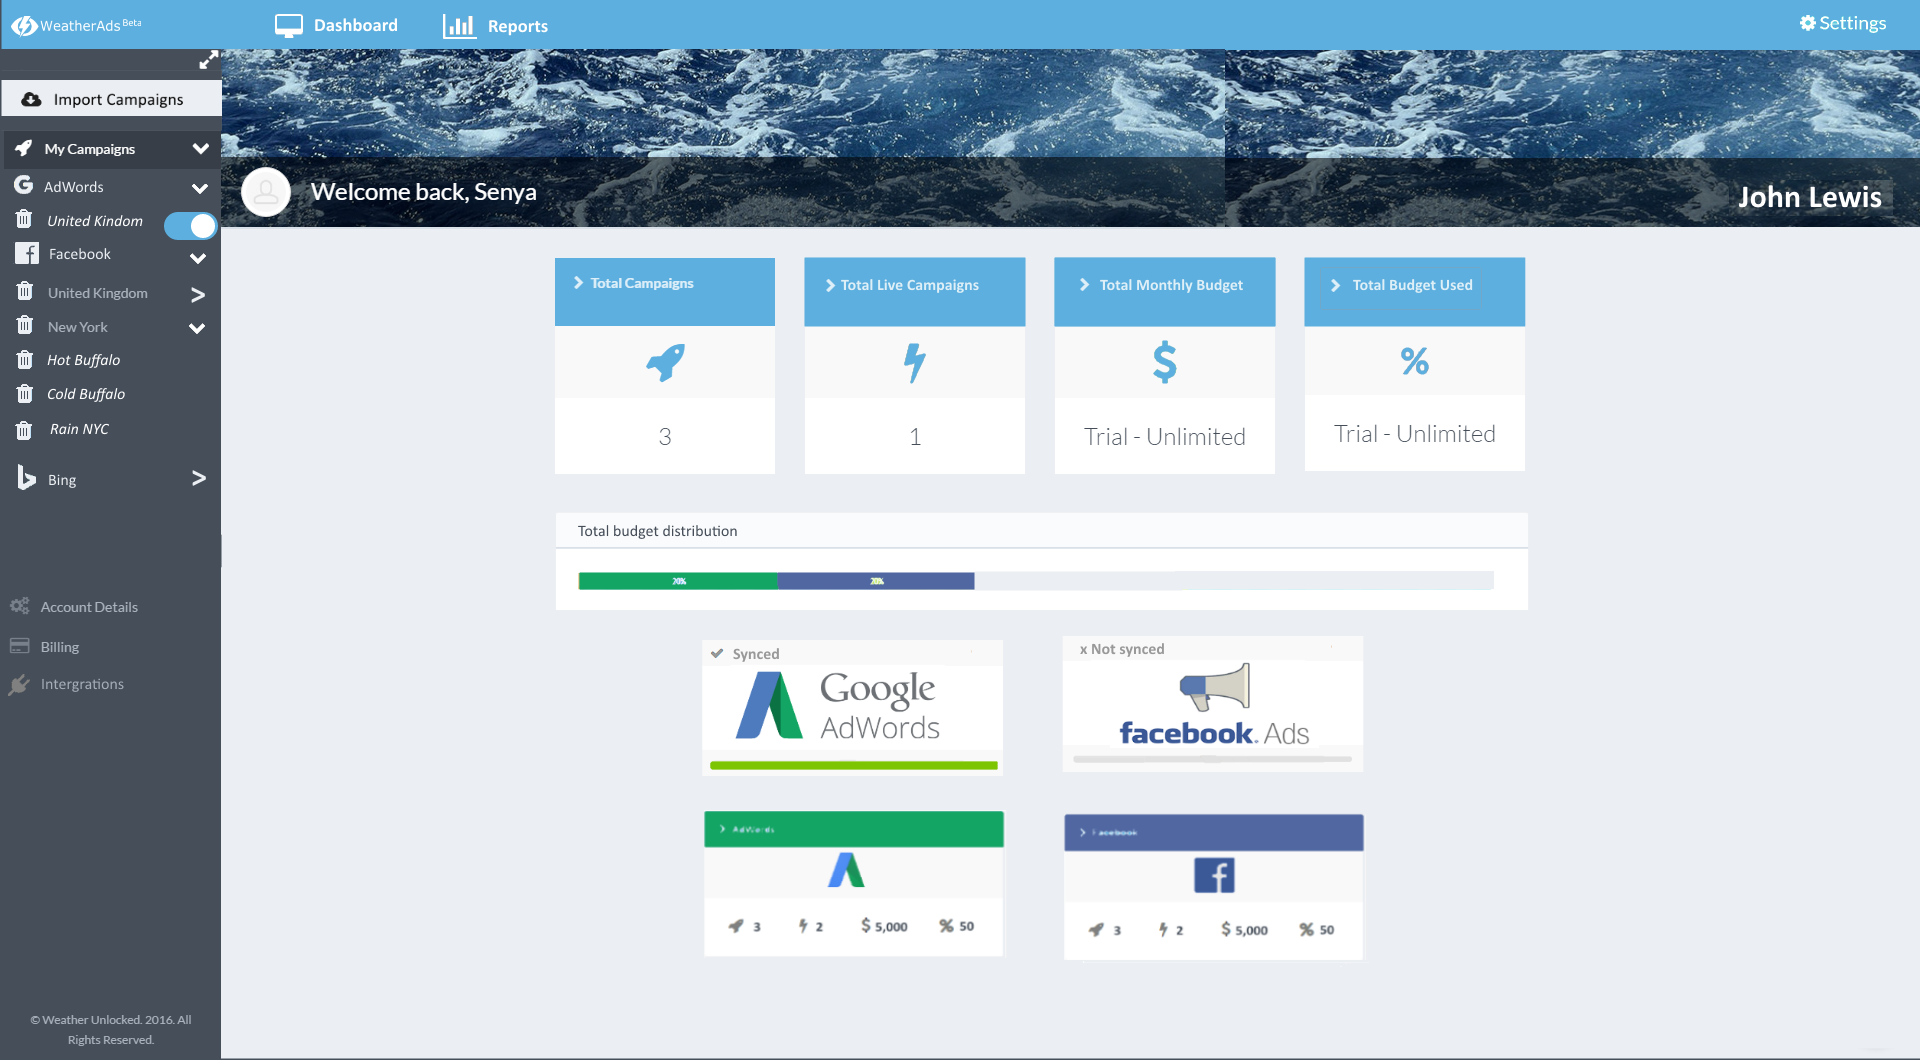 WeatherAds Beta
Dashboard
Reports
Settings
Import Campaigns
My Campaigns
AdWords
United Kindom
Facebook
United Kingdom
New York
Hot Buffalo
Cold Buffalo
Rain NYC
Bing
Account Details
Billing
Intergrations
© Weather Unlocked. 2016. All
Rights Reserved.
Welcome back, Senya
John Lewis
Total Campaigns
3
Total Live Campaigns
1
Total Monthly Budget
$
Trial - Unlimited
Total Budget Used
%
Trial - Unlimited
Total budget distribution
20%
20%
Synced
Google
AdWords
x Not synced
facebook Ads
AdWords
3 2 $ 5,000 % 50
Facebook
3 2 $ 5,000 % 50